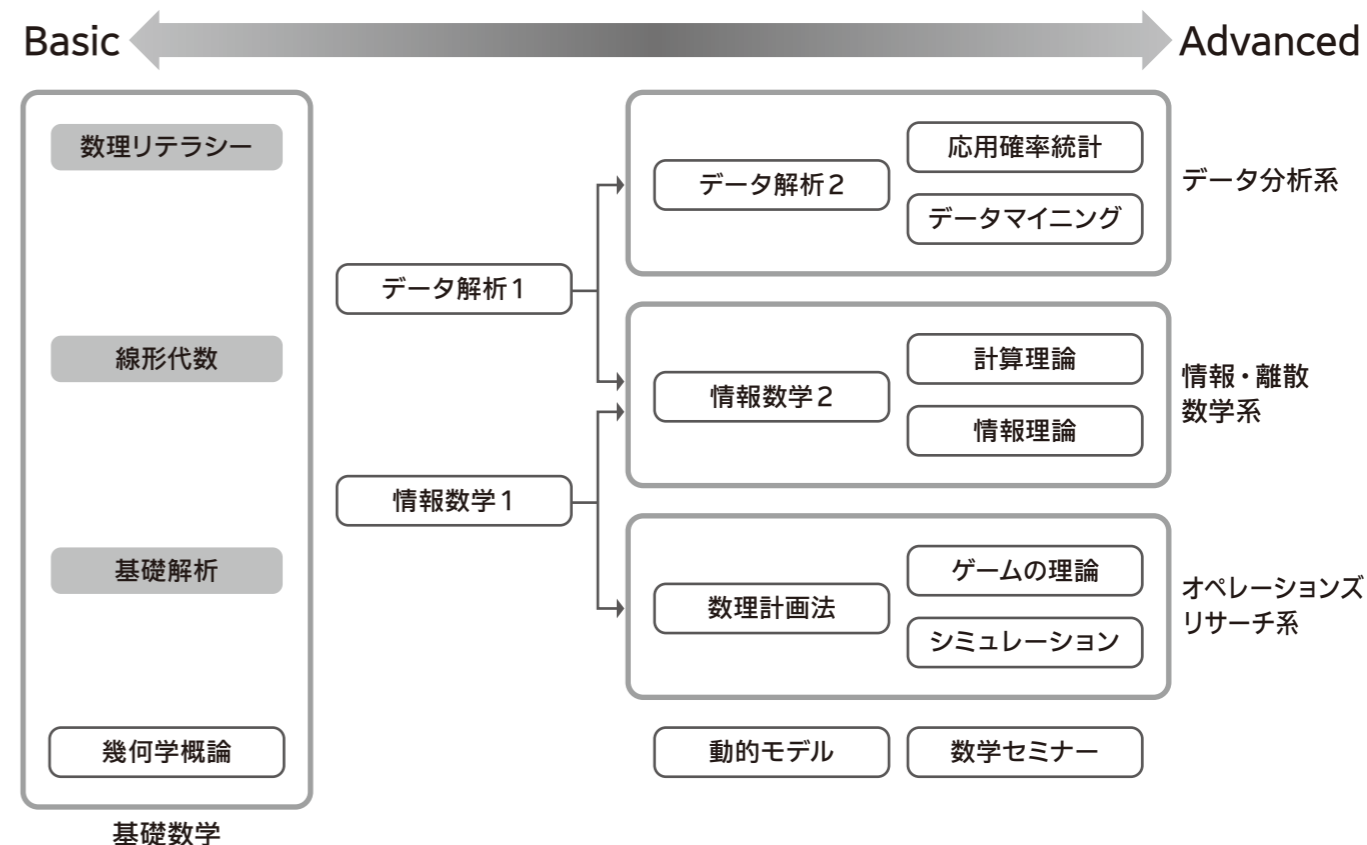 Basic
Advanced
数理リテラシー
線形代数
基礎解析
幾何学概論
基礎数学
データ解析1
情報数学1
データ解析2
応用確率統計
データマイニング
データ分析系
情報数学2
計算理論
情報理論
情報・離散
数学系
数理計画法
ゲームの理論
シミュレーション
オペレーションズ
リサーチ系
動的モデル
数学セミナー